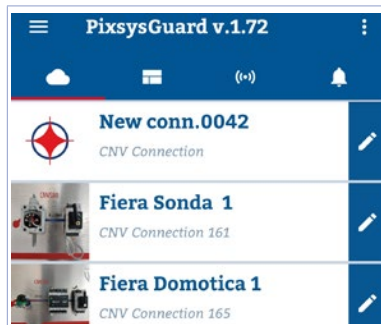 PixsysGuard v.1.72
New conn.0042
CNV Connection
Fiera Sonda 1
CNV Connection 161
Fiera Domotica 1
CNV Connection 165